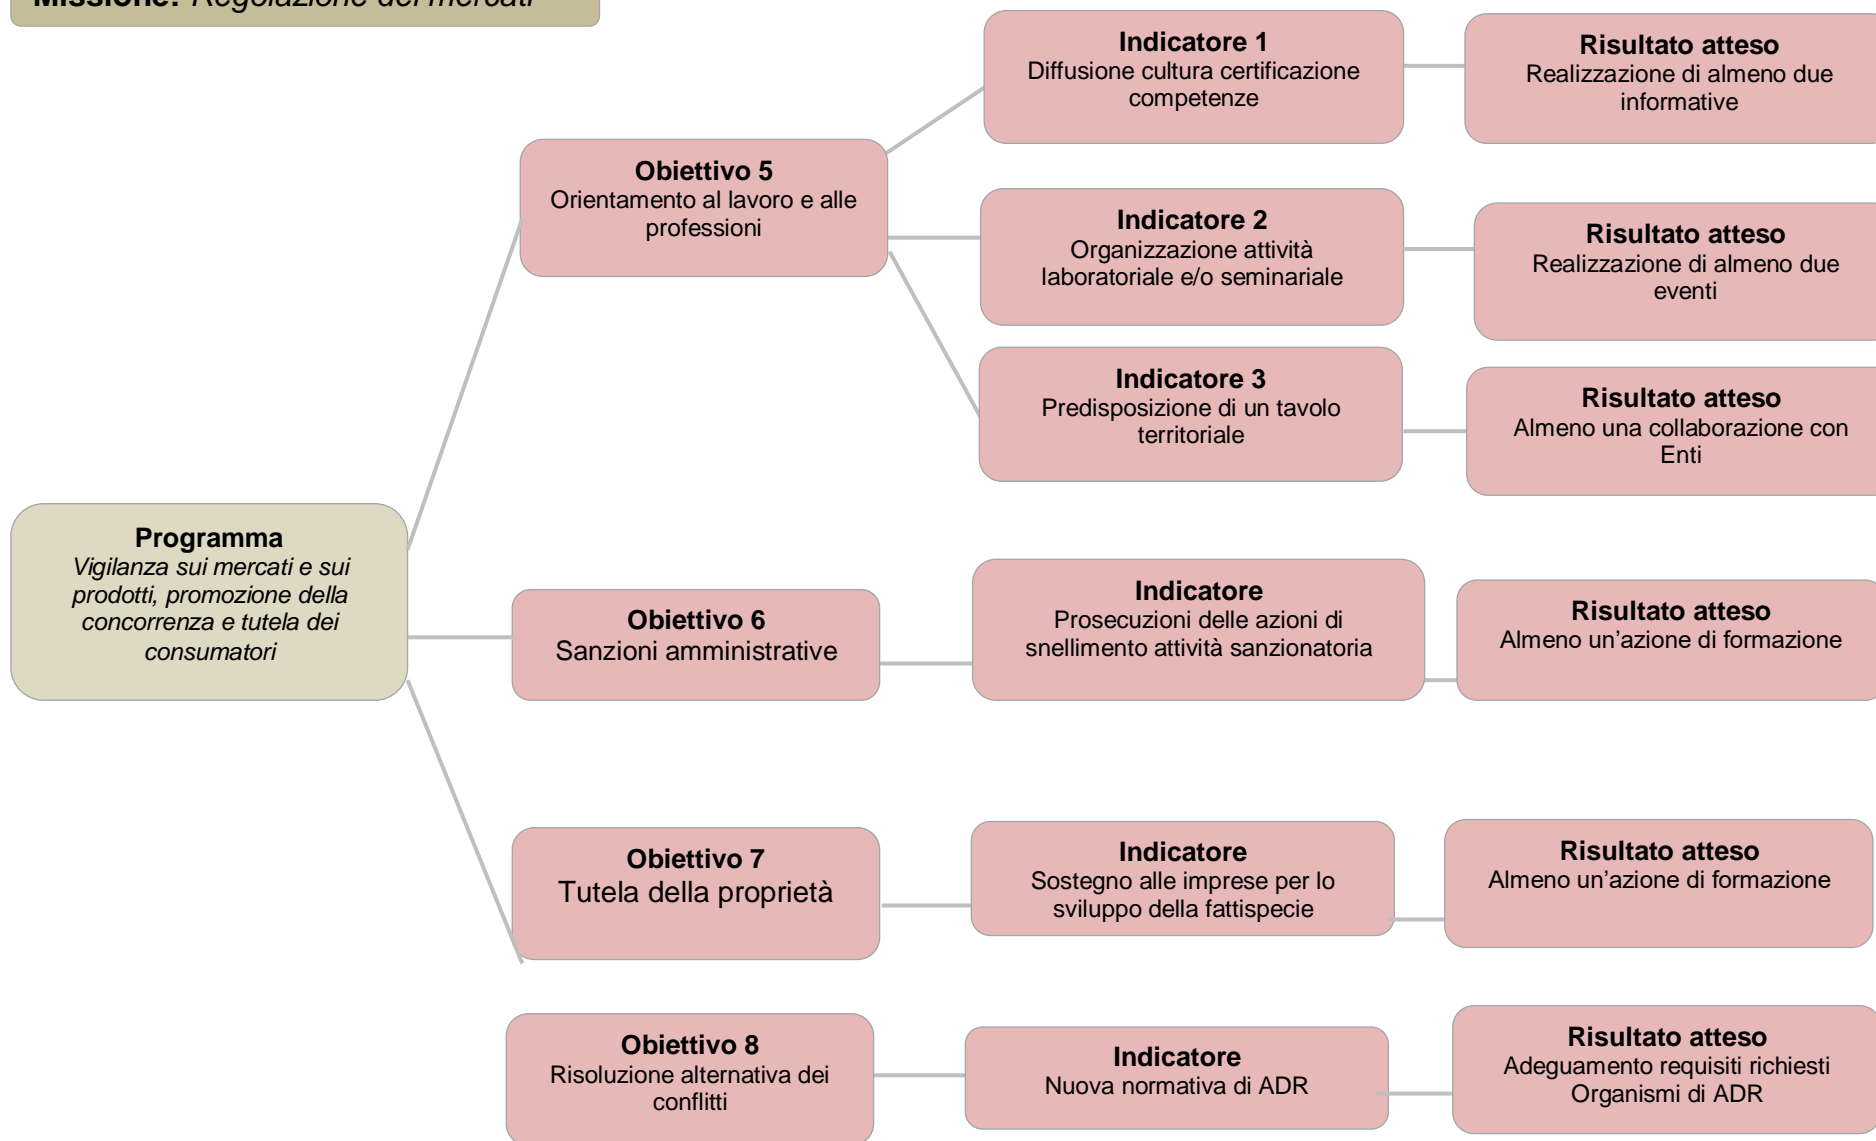 Missione: Regolazione dei mercati
Indicatore 1
Diffusione cultura certificazione
competenze
Risultato atteso
Realizzazione di almeno due
informative
Obiettivo 5
Orientamento al lavoro e alle
professioni
Indicatore 2
Organizzazione attività
laboratoriale e/o seminariale
Risultato atteso
Realizzazione di almeno due
eventi
Indicatore 3
Predisposizione di un tavolo
territoriale
Risultato atteso
Almeno una collaborazione con
Enti
Programma
Vigilanza sui mercati e sui
prodotti, promozione della
concorrenza e tutela dei
consumatori
Obiettivo 6
Sanzioni amministrative
Indicatore
Prosecuzioni delle azioni di
snellimento attività sanzionatoria
Risultato atteso
Almeno un’azione di formazione
Obiettivo 7
Tutela della proprietà
Indicatore
Sostegno alle imprese per lo
sviluppo della fattispecie
Risultato atteso
Almeno un’azione di formazione
Obiettivo 8
Risoluzione alternativa dei
conflitti
Indicatore
Nuova normativa di ADR
Risultato atteso
Adeguamento requisiti richiesti
Organismi di ADR